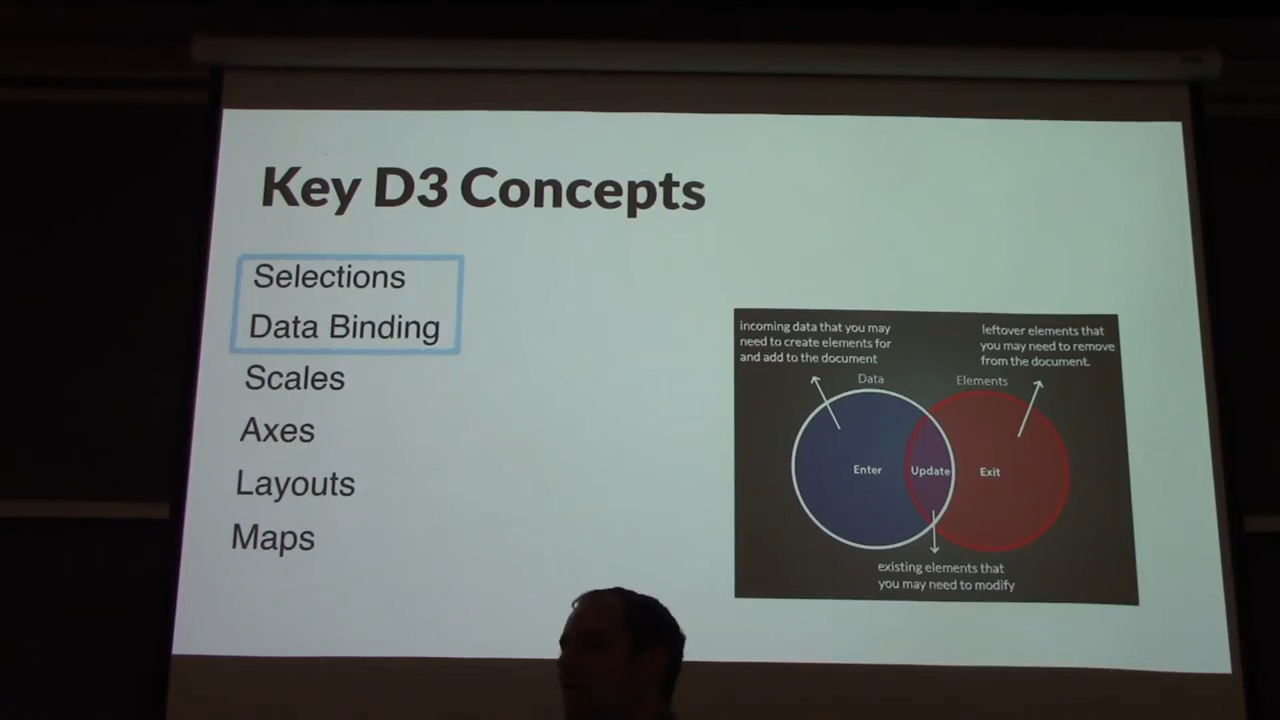 Key D3 Concepts
Selections
Data Binding
Scales
Axes
Layouts
Maps
incoming data that you may
need to create elements for
and add to the document
leftover elements that
you may need to remove
from the document.
Data
Elements
Enter
Update
Exit
existing elements that
you may need to modify